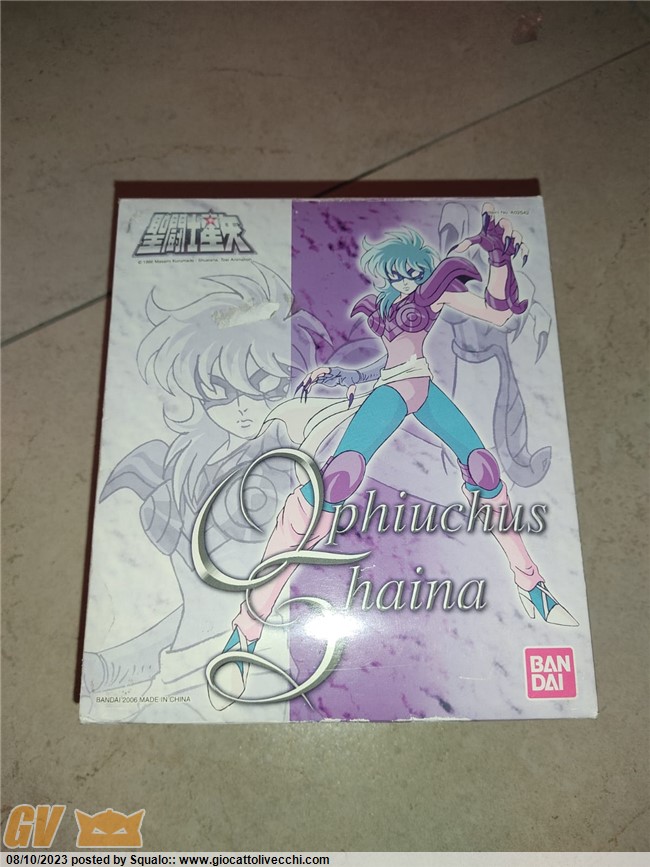 聖闘士星矢
Ophiuchus
Shaina
BANDAI 2006 MADE IN CHINA
BAN
DAI
GV
08/10/2023 posted by Squalo:: www.giocattolivecchi.com